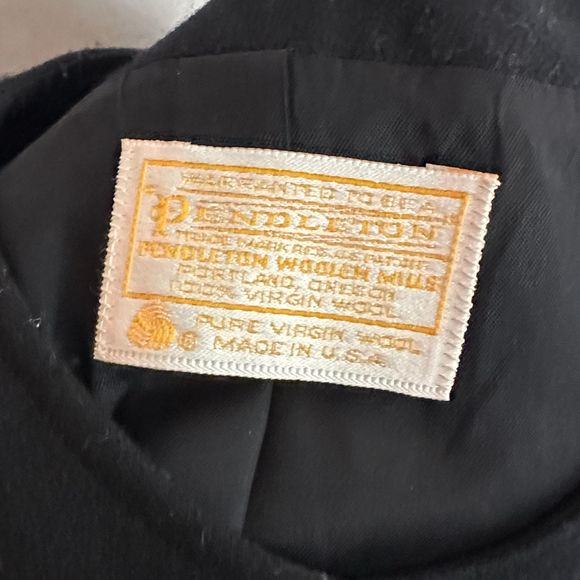 WARRANTED TO BE A
PENDLETON
TRADE MARK REG. U.S. PAT. OFF.
PENDLETON WOOLEN MILLS
PORTLAND, OREGON
100% VIRGIN WOOL
PURE VIRGIN WOOL
® MADE IN U.S.A.